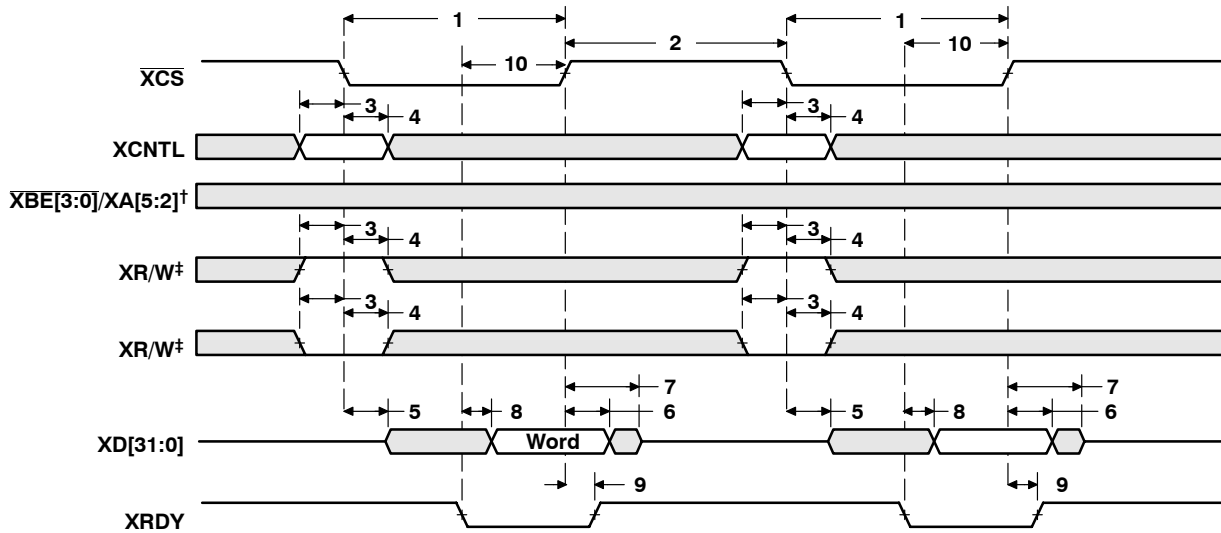 1 1
2
10 10
XCS
3 3
4 4
XCNTL
XBE[3:0]/XA[5:2]†
3 3
4 4
XR/W‡
3 3
4 4
XR/W‡
7 7
5 8 6 5 8 6
XD[31:0] Word
9 9
XRDY